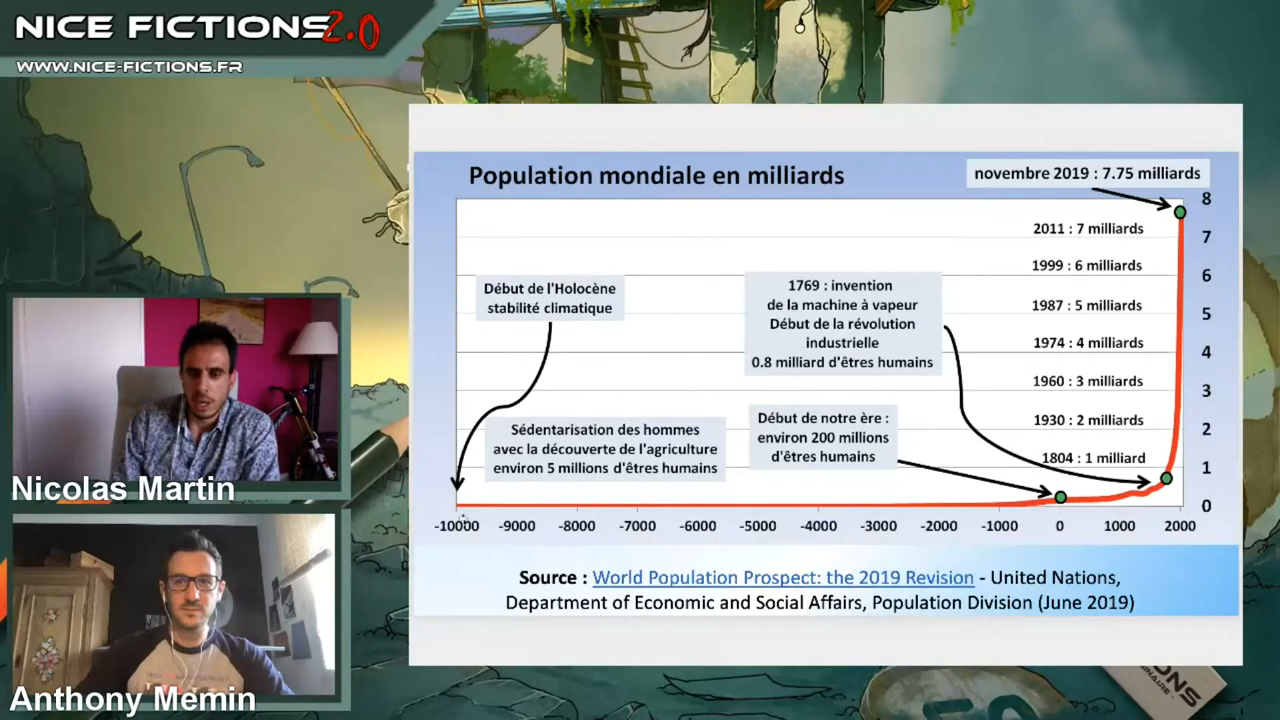 NICE FICTIONS 2.0
WWW.NICE-FICTIONS.FR
Population mondiale en milliards
novembre 2019 : 7.75 milliards
8
2011 : 7 milliards
7
1999 : 6 milliards
6
Début de l'Holocène
stabilité climatique
1769 : invention
de la machine à vapeur
Début de la révolution
industrielle
0.8 milliard d'êtres humains
1987 : 5 milliards
5
1974 : 4 milliards
4
1960 : 3 milliards
3
1930 : 2 milliards
2
Sédentarisation des hommes
avec la découverte de l'agriculture
environ 5 millions d'êtres humains
Début de notre ère :
environ 200 millions
d'êtres humains
1804 : 1 milliard
1
0
-10000 -9000 -8000 -7000 -6000 -5000 -4000 -3000 -2000 -1000 0 1000 2000
Source : World Population Prospect: the 2019 Revision - United Nations,
Department of Economic and Social Affairs, Population Division (June 2019)
Nicolas Martin
Anthony Memin